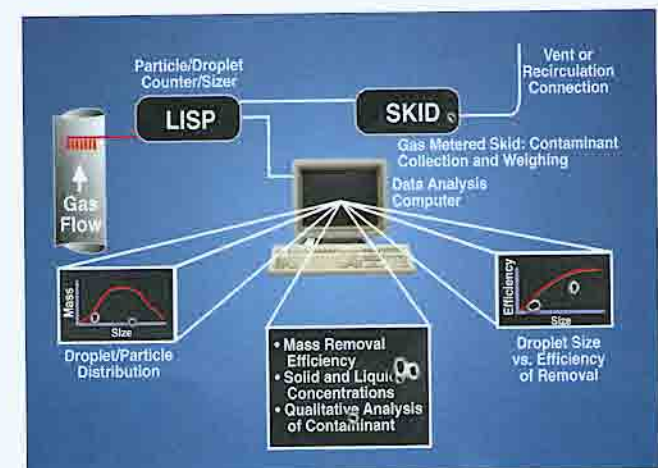 Particle/Droplet
Counter/Sizer
LISP
SKID
Vent or
Recirculation
Connection
Gas Metered Skid: Contaminant
Collection and Weighing
Data Analysis
Computer
Gas
Flow
Mass
Size
Droplet/Particle
Distribution
• Mass Removal
Efficiency
• Solid and Liquid
Concentrations
• Qualitative Analysis
of Contaminant
Efficiency
Size
Droplet Size
vs. Efficiency
of Removal